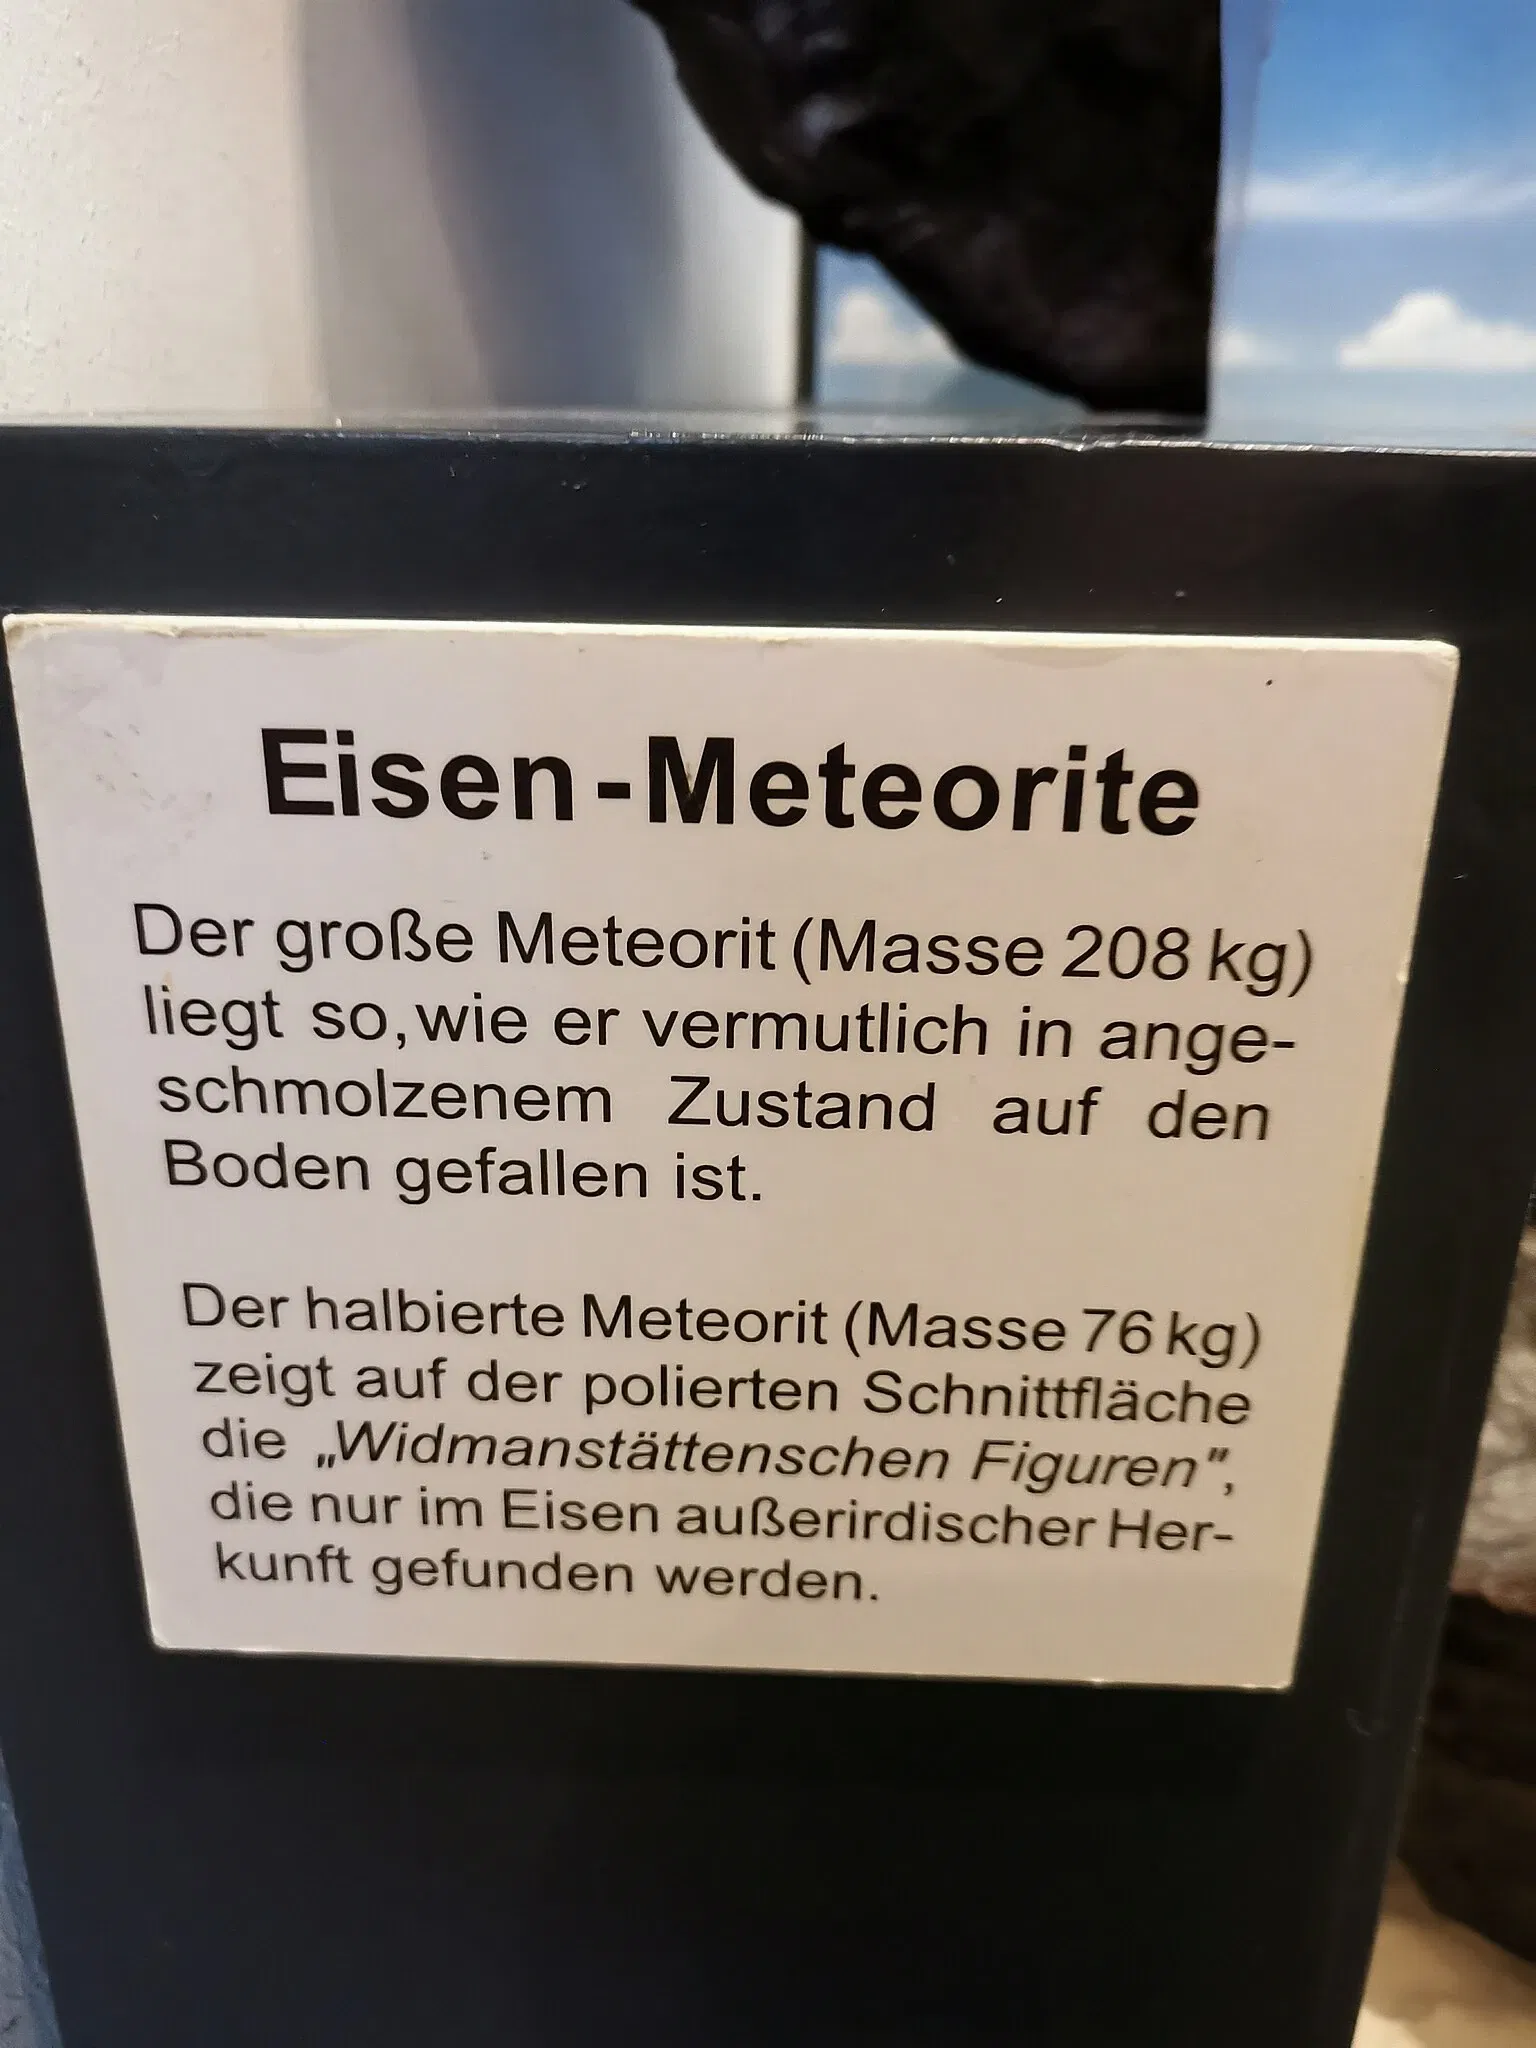 Eisen-Meteorite
Der große Meteorit (Masse 208 kg)
liegt so, wie er vermutlich in ange-
schmolzenem Zustand auf den
Boden gefallen ist.
Der halbierte Meteorit (Masse 76 kg)
zeigt auf der polierten Schnittfläche
die „Widmanstättenschen Figuren",
die nur im Eisen außerirdischer Her-
kunft gefunden werden.